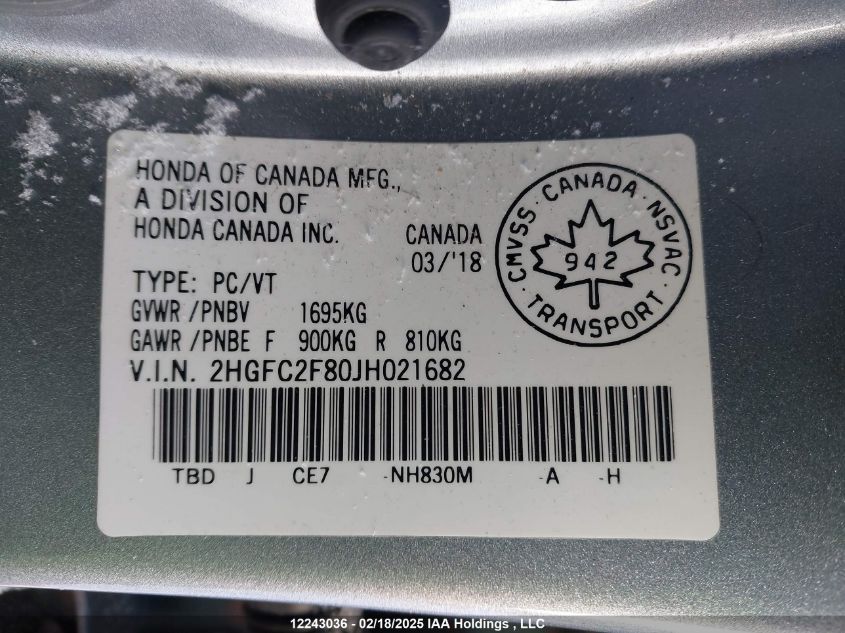 HONDA OF CANADA MFG.,
A DIVISION OF
HONDA CANADA INC.
CANADA
03/'18
TYPE: PC/VT
GVWR /PNBV 1695KG
GAWR /PNBE F 900KG R 810KG
V.I.N. 2HGFC2F80JH021682
TBD J CE7 -NH830M -A -H
CMVSS · CANADA · NSVAC · TRANSPORT ·
942
12243036 - 02/18/2025 IAA Holdings , LLC